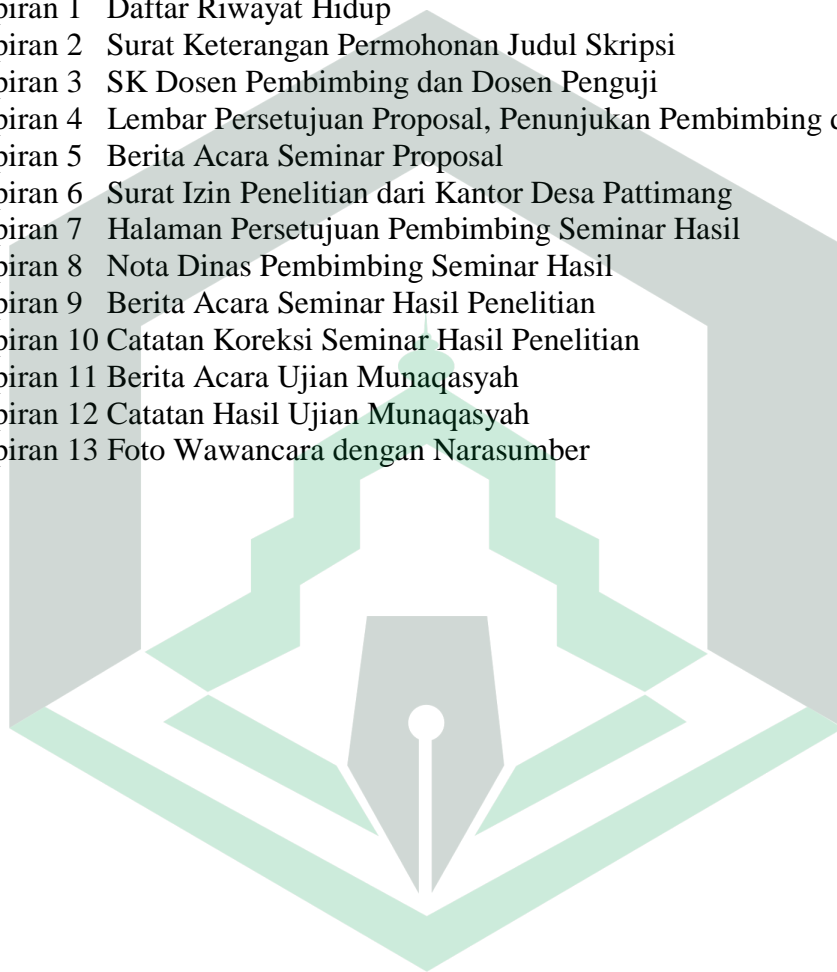 piran 1 Daftar Riwayat Hidup
piran 2 Surat Keterangan Permohonan Judul Skripsi
piran 3 SK Dosen Pembimbing dan Dosen Penguji
piran 4 Lembar Persetujuan Proposal, Penunjukan Pembimbing
piran 5 Berita Acara Seminar Proposal
piran 6 Surat Izin Penelitian dari Kantor Desa Pattimang
piran 7 Halaman Persetujuan Pembimbing Seminar Hasil
piran 8 Nota Dinas Pembimbing Seminar Hasil
piran 9 Berita Acara Seminar Hasil Penelitian
piran 10 Catatan Koreksi Seminar Hasil Penelitian
piran 11 Berita Acara Ujian Munaqasyah
piran 12 Catatan Hasil Ujian Munaqasyah
piran 13 Foto Wawancara dengan Narasumber